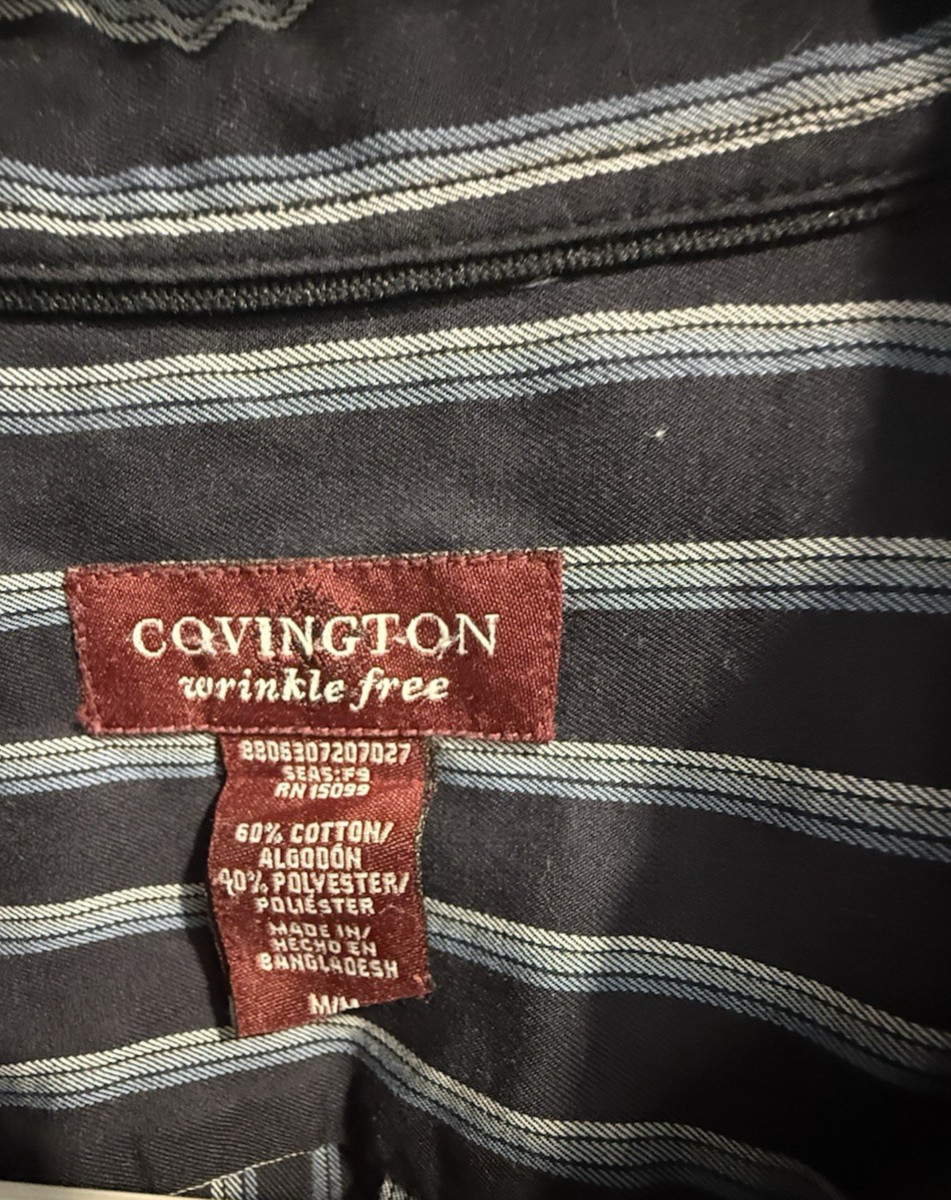 COVINGTON
wrinkle free
8806307207027
SEAS:F9
RN 15099
60% COTTON/
ALGODÓN
40% POLYESTER/
POLIÉSTER
MADE IN/
HECHO EN
BANGLADESH
M/M